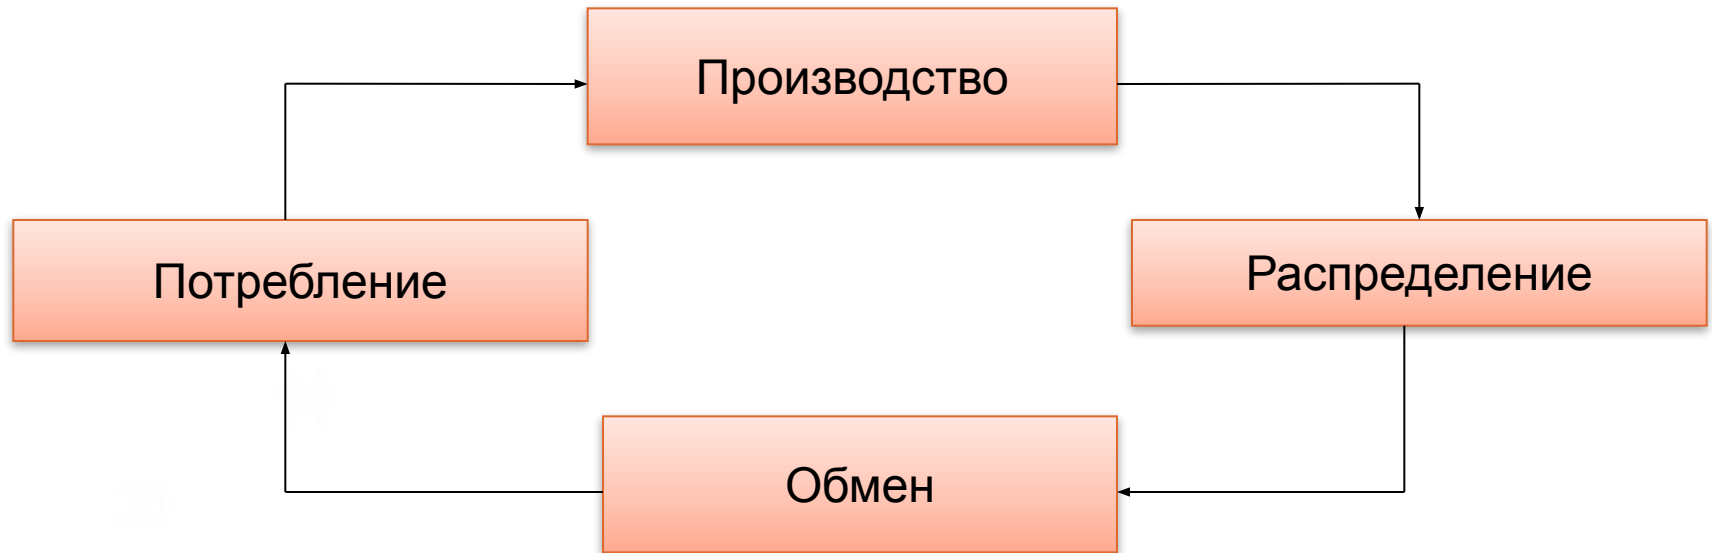 Производство
Потребление
Распределение
Обмен